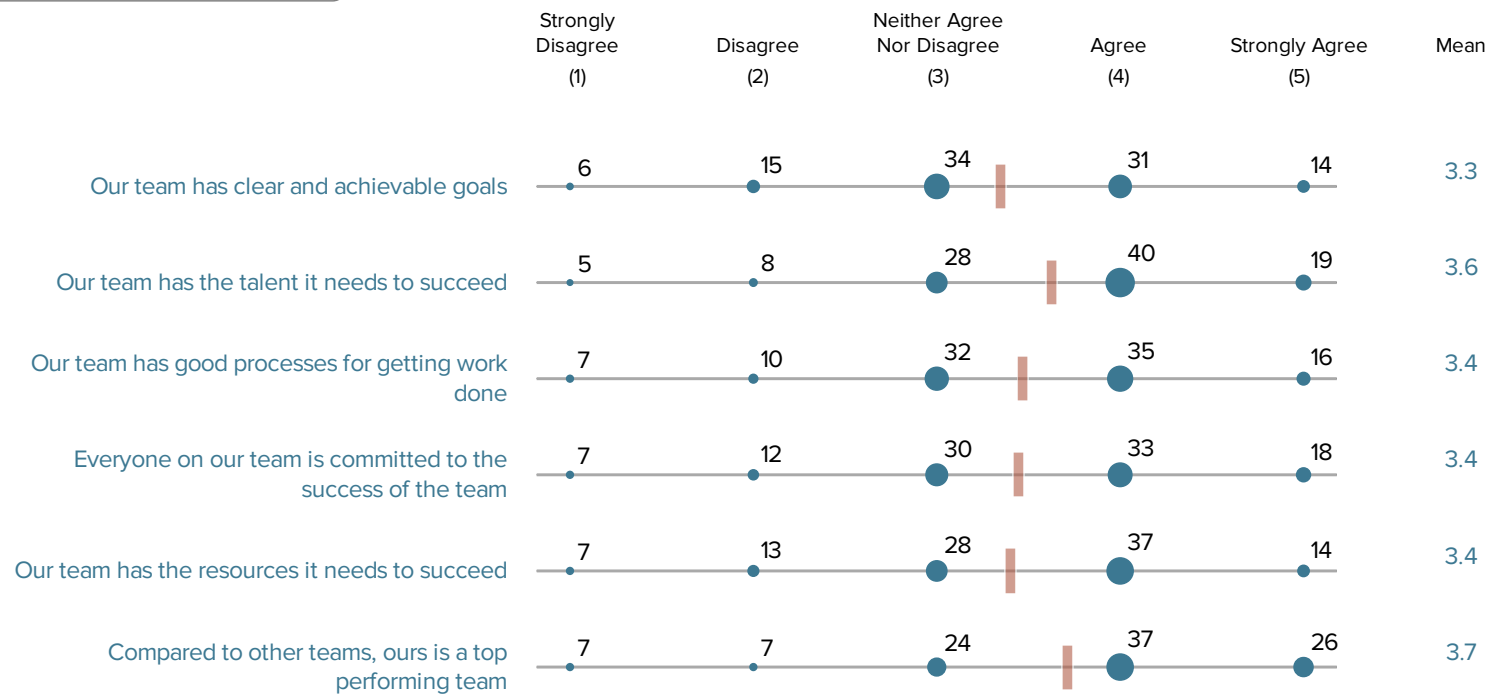 Strongly
Disagree
(1)
Disagree
(2)
Neither Agree
Nor Disagree
(3)
Agree
(4)
Strongly Agree
(5)
Mean
Our team has clear and achievable goals
6 15 34 31 14 3.3
Our team has the talent it needs to succeed
5 8 28 40 19 3.6
Our team has good processes for getting work
done
7 10 32 35 16 3.4
Everyone on our team is committed to the
success of the team
7 12 30 33 18 3.4
Our team has the resources it needs to succeed
7 13 28 37 14 3.4
Compared to other teams, ours is a top
performing team
7 7 24 37 26 3.7